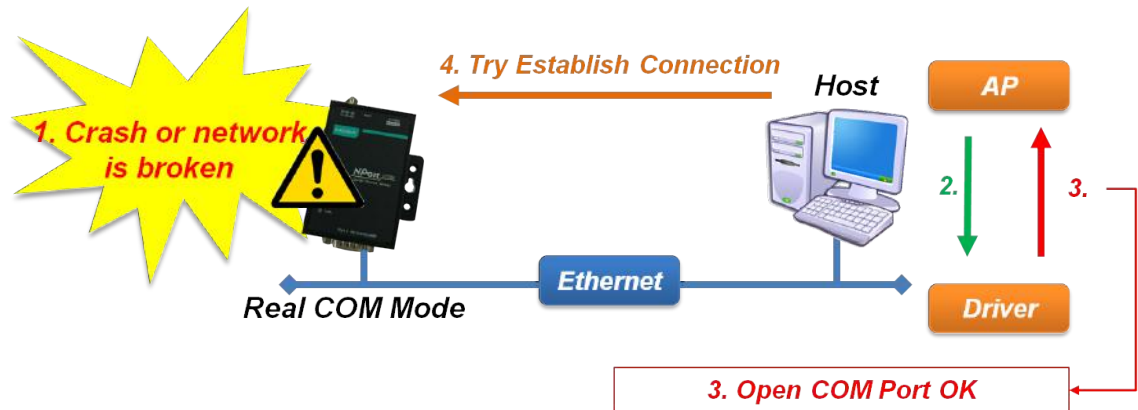 4. Try Establish Connection
Host
AP
1. Crash or network
is broken
NPort
2.
3.
Ethernet
Real COM Mode
Driver
3. Open COM Port OK